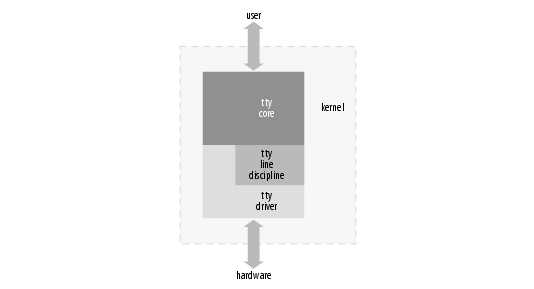 user
tty
core
kernel
tty
line
discipline
tty
driver
hardware